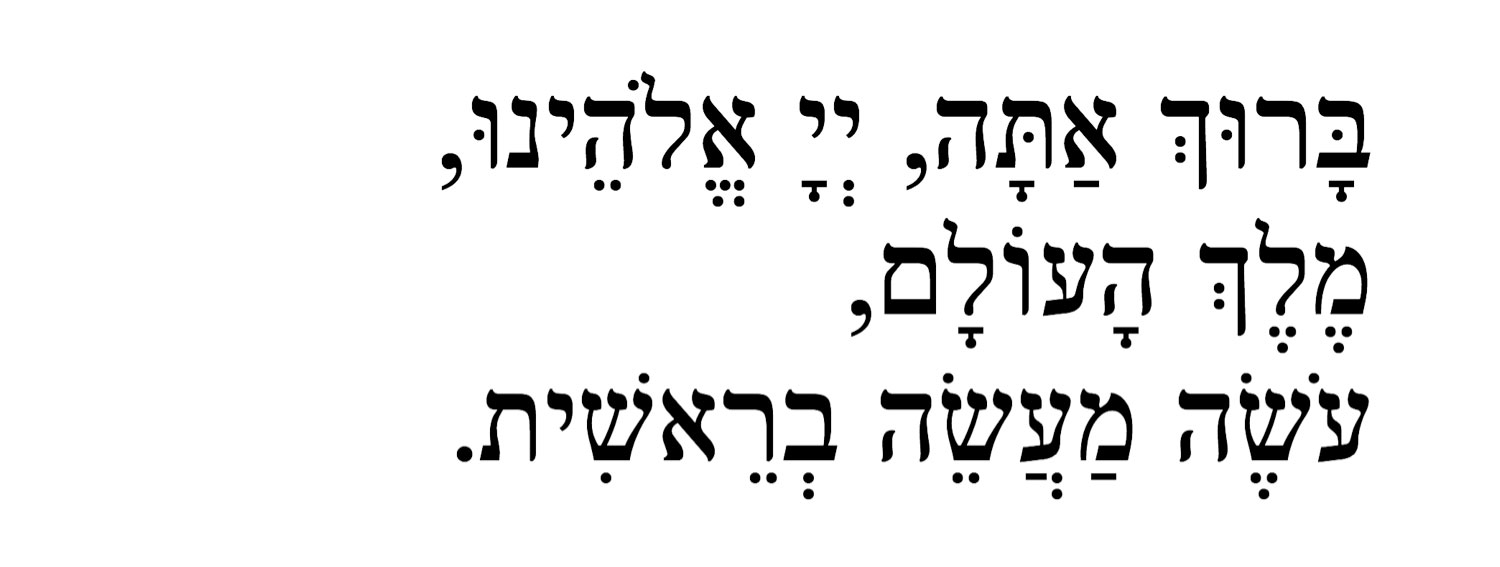 בָּרוּךְ אַתָּה, יְיָ אֱלֹהֵינוּ,
מֶלֶךְ הָעוֹלָם,
עֹשֶׂה מַעֲשֵׂה בְרֵאשִׁית.